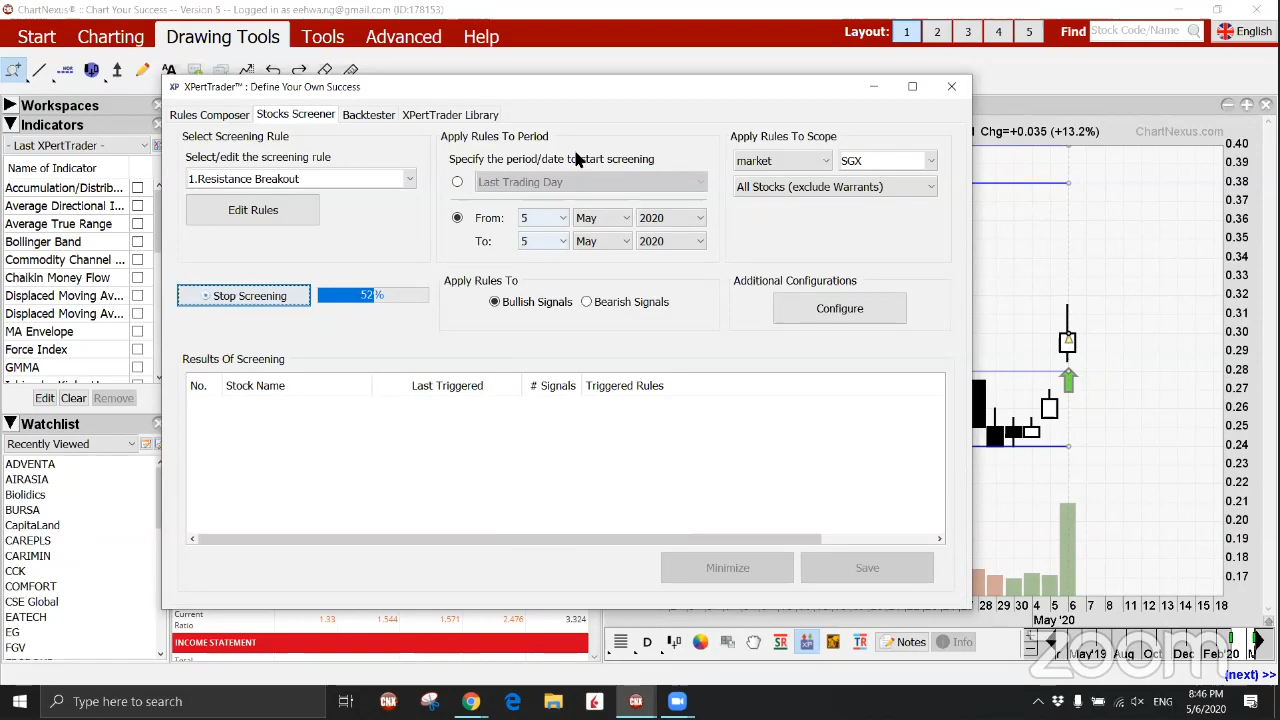 ChartNexus® :: Chart Your Success - Version 5 - Logged in as eehwa.ng@gmail.com (ID:178153)
Start
Charting
Drawing Tools
Tools
Advanced
Help
Layout: 1 2 3 4 5
Find Stock Code/Name
English
Workspaces
Indicators
- Last XPertTrader -
Name of Indicator
Accumulation/Distrib...
Average Directional I...
Average True Range
Bollinger Band
Commodity Channel ...
Chalkin Money Flow
Displaced Moving Av...
Displaced Moving Av...
MA Envelope
Force Index
GMMA
Edit Clear Remove
Watchlist
Recently Viewed
ADVENTA
AIRASIA
Biolidics
BURSA
CapitaLand
CAREPLS
CARIMIN
CCK
COMFORT
CSE Global
EATECH
EG
FGV
XP XPertTrader™ : Define Your Own Success
Rules Composer
Stocks Screener
Backtester
XPertTrader Library
Select Screening Rule
Select/edit the screening rule
1.Resistance Breakout
Edit Rules
Stop Screening
52%
Apply Rules To Period
Specify the period/date to start screening
Last Trading Day
From: 5 May 2020
To: 5 May 2020
Apply Rules To
Bullish Signals
Bearish Signals
Apply Rules To Scope
market SGX
All Stocks (exclude Warrants)
Additional Configurations
Configure
Results Of Screening
No. Stock Name Last Triggered # Signals Triggered Rules
Minimize
Save
Chg=+0.035 (+13.2%)
ChartNexus.com
0.40
0.39
0.38
0.36
0.35
0.34
0.32
0.31
0.30
0.29
0.28
0.27
0.26
0.25
0.24
0.22
0.21
0.20
0.19
0.18
0.17
Current
Ratio
1.33 1.544 1.571 2.476 3.324
INCOME STATEMENT
28 29 30 4 5 6 7 8 11 12 13 14 15 18
May '20
D
SR
XP
TR
Notes
Info
May'19 Aug Oct Dec Feb'20
zoom
(next) >>
Type here to search
CNX
CNX
ENG
8:46 PM
5/6/2020